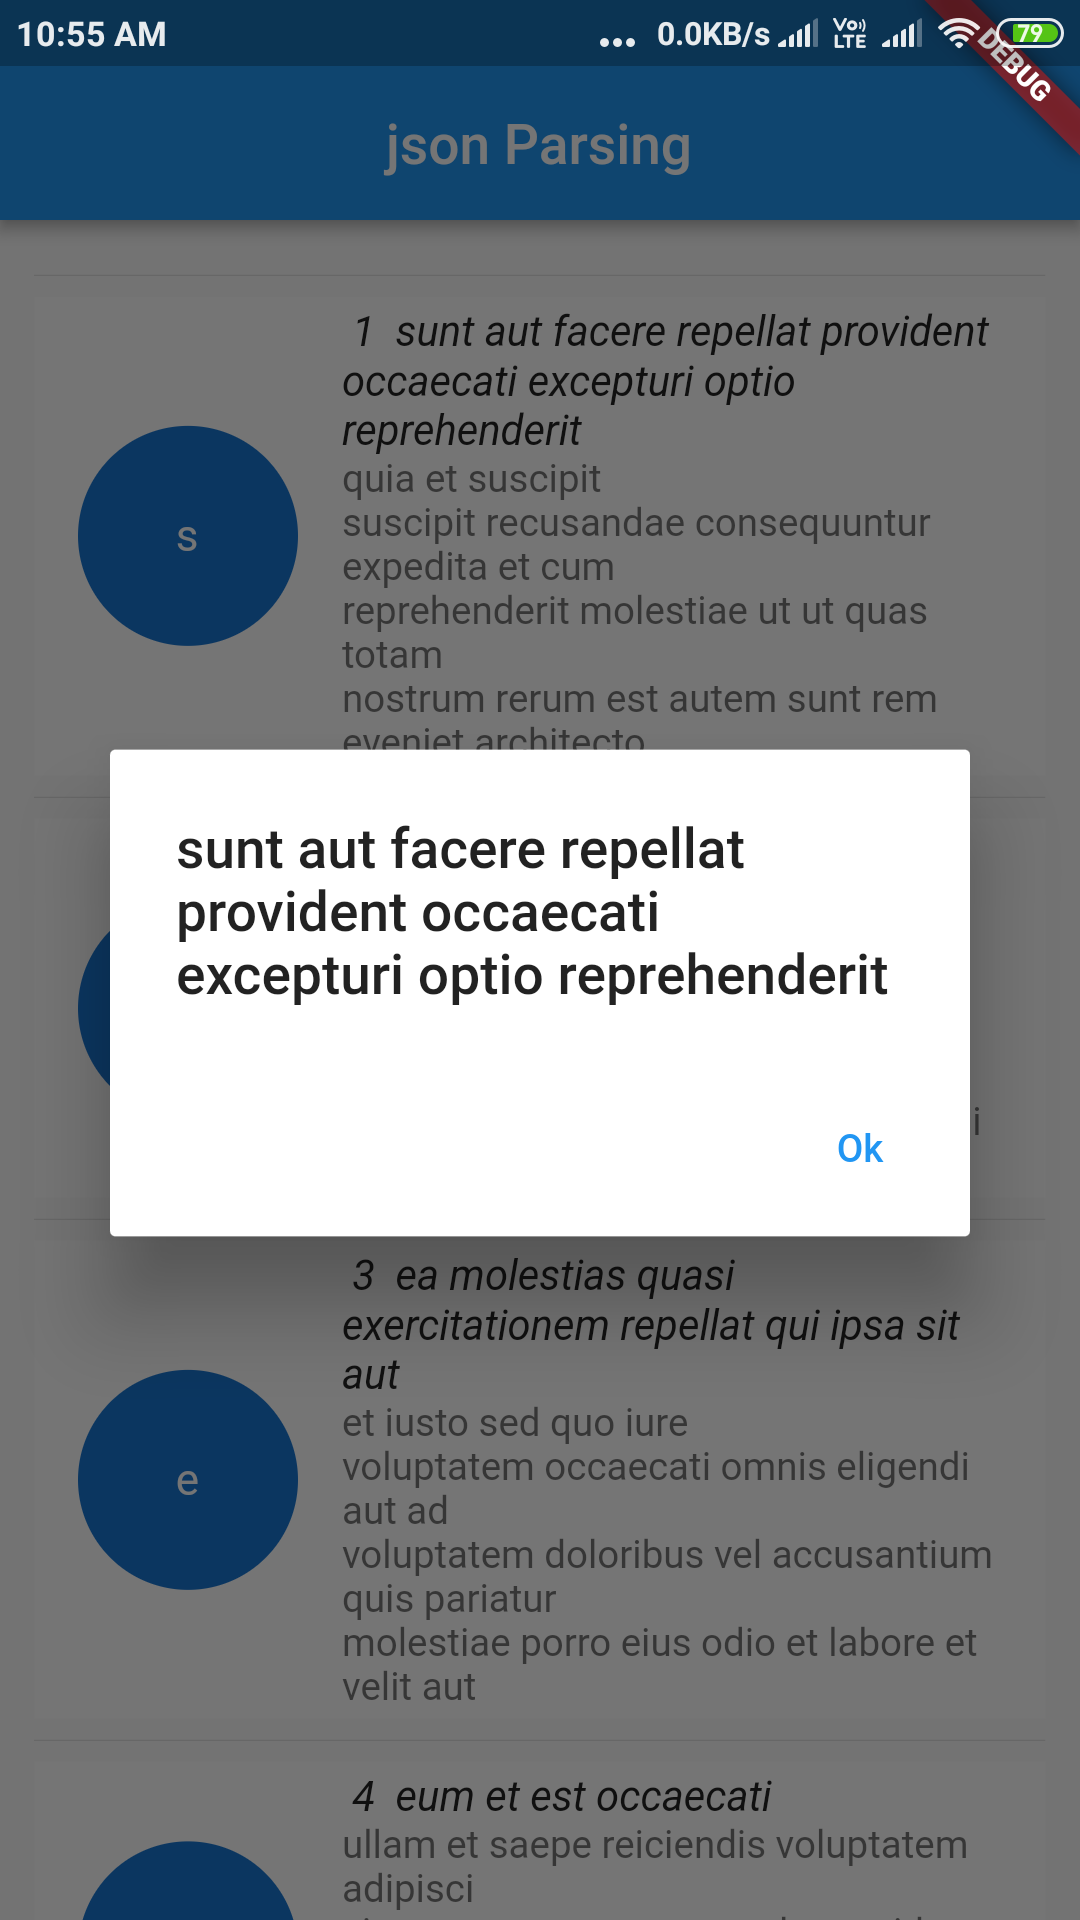 10:55 AM ... 0.0KB/s Vo LTE 79
DEBUG
json Parsing
1 sunt aut facere repellat provident
occaecati excepturi optio
reprehenderit
s
quia et suscipit
suscipit recusandae consequuntur
expedita et cum
reprehenderit molestiae ut ut quas
totam
nostrum rerum est autem sunt rem
eveniet architecto
sunt aut facere repellat
provident occaecati
excepturi optio reprehenderit
i
Ok
3 ea molestias quasi
exercitationem repellat qui ipsa sit
aut
e
et iusto sed quo iure
voluptatem occaecati omnis eligendi
aut ad
voluptatem doloribus vel accusantium
quis pariatur
molestiae porro eius odio et labore et
velit aut
4 eum et est occaecati
ullam et saepe reiciendis voluptatem
adipisci